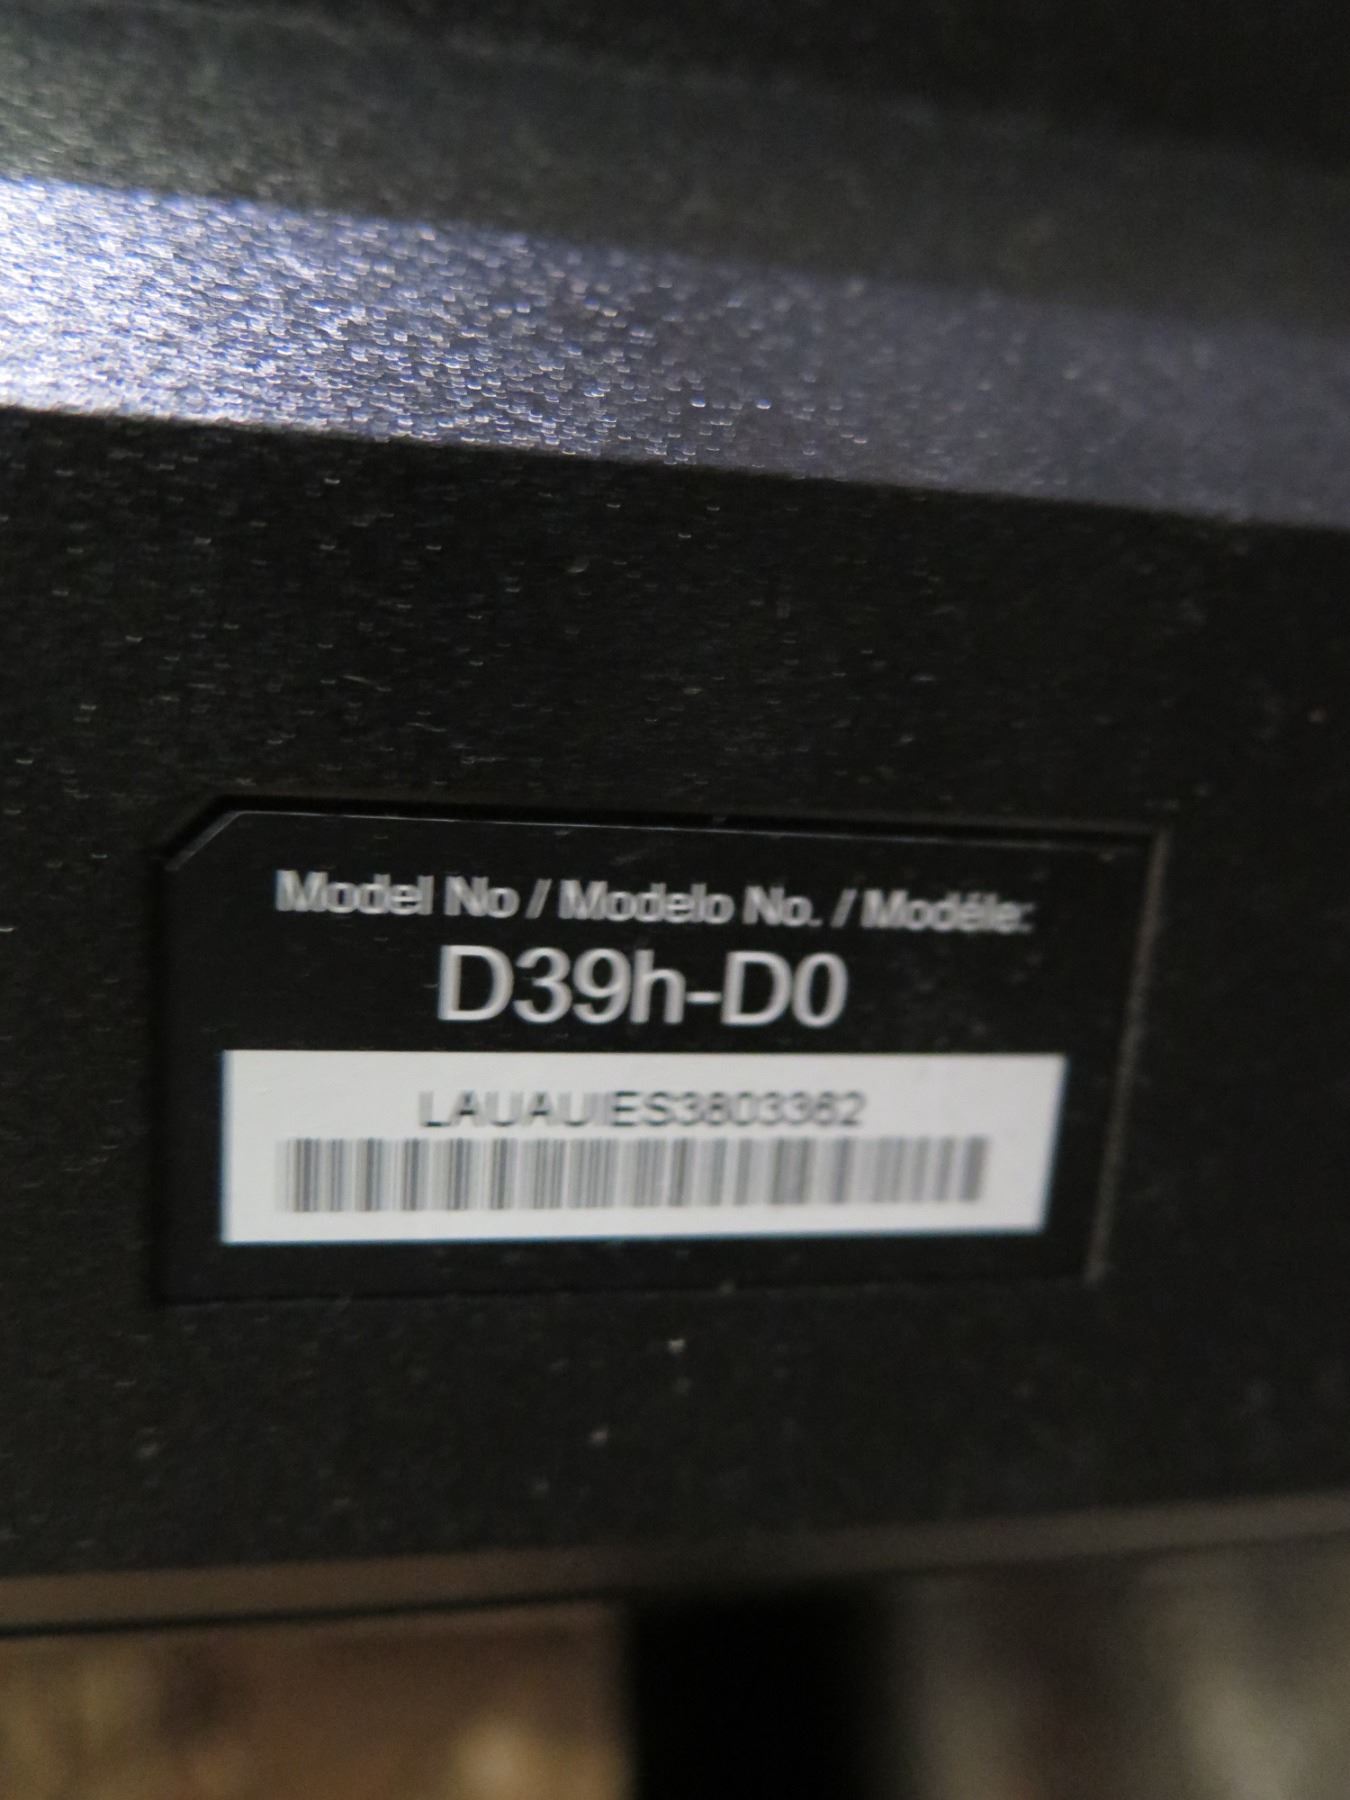 Model No / Modelo No. / Modéle:
D39h-D0
LAUAUIES3803362